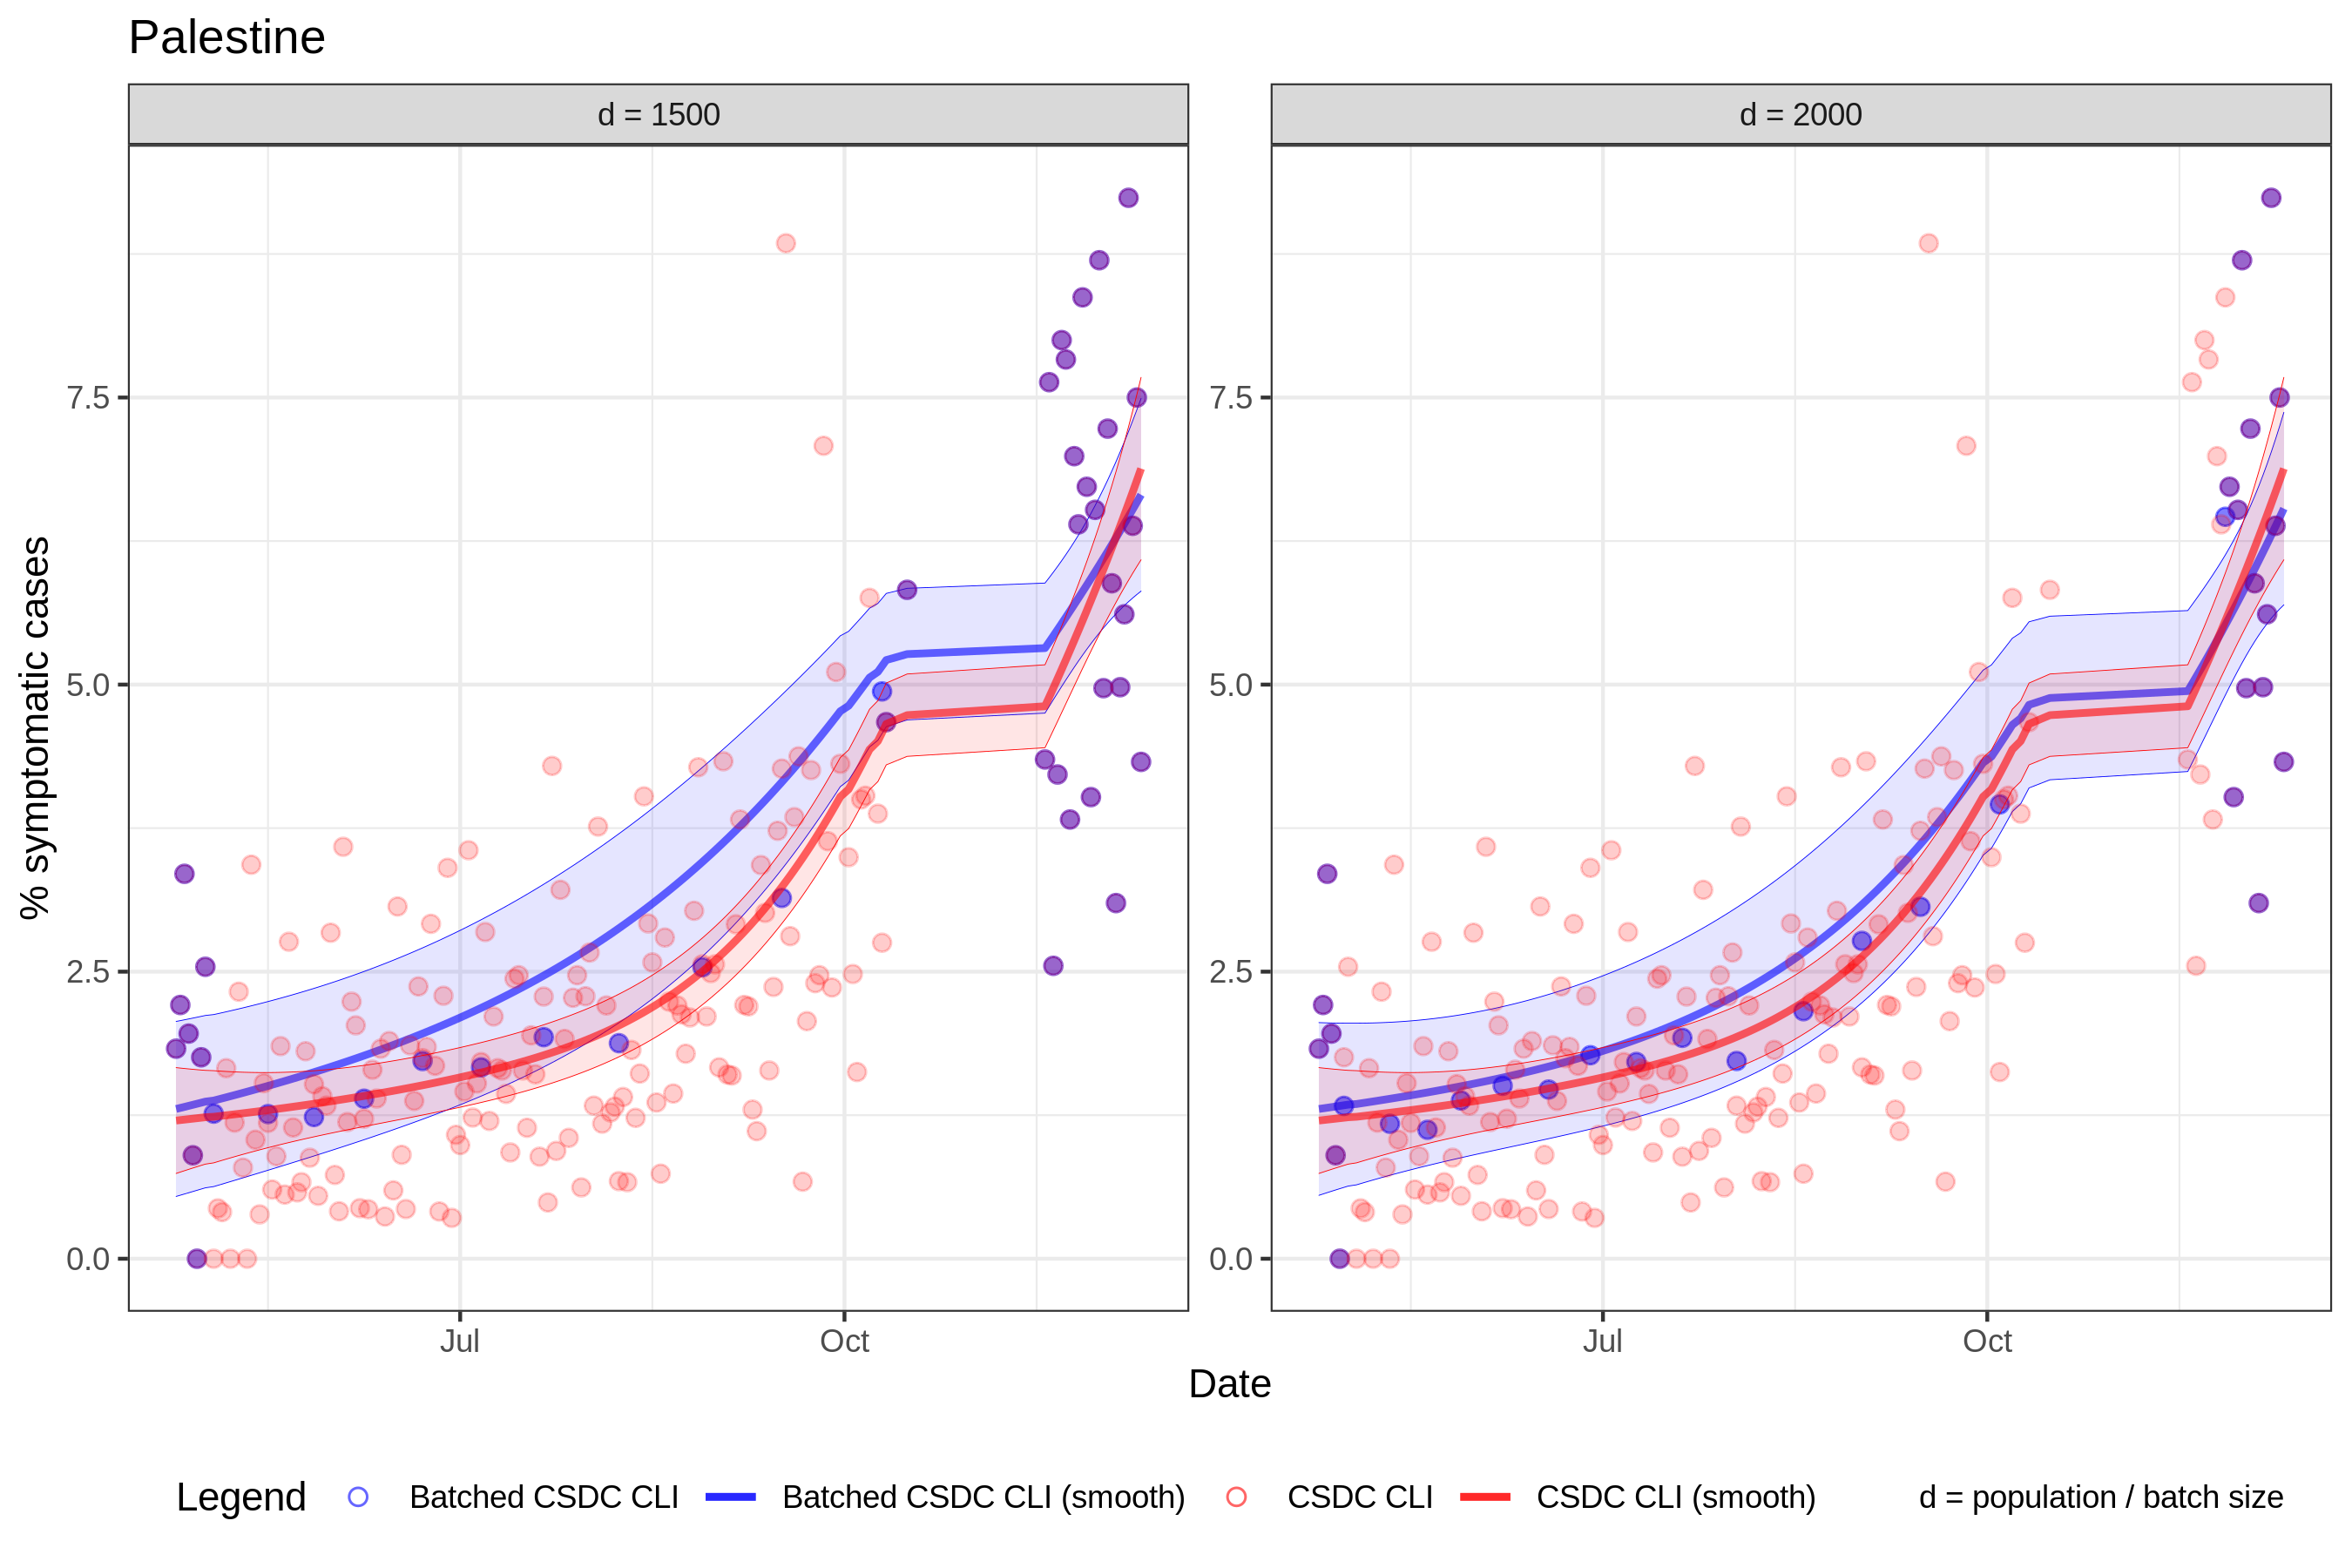 Palestine
d = 1500
d = 2000
% symptomatic cases
7.5
5.0
2.5
0.0
7.5
5.0
2.5
0.0
Jul
Oct
Jul
Oct
Date
Legend
Batched CSDC CLI
Batched CSDC CLI (smooth)
CSDC CLI
CSDC CLI (smooth)
d = population / batch size